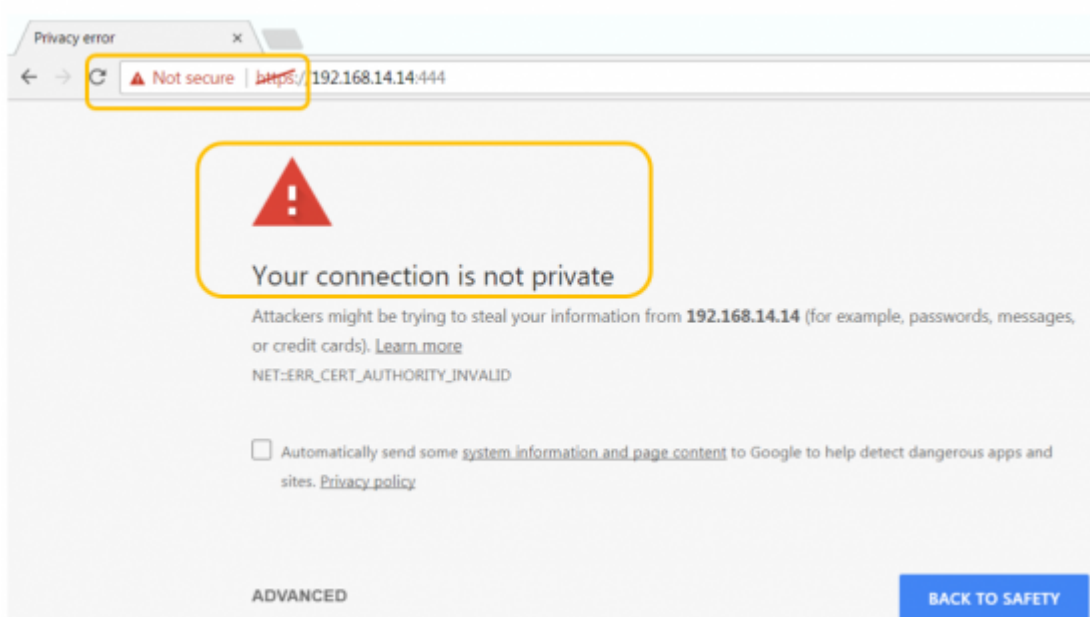 Privacy error
Not secure | https://192.168.14.14:444
Your connection is not private
Attackers might be trying to steal your information from 192.168.14.14 (for example, passwords, messages,
or credit cards). Learn more
NET::ERR_CERT_AUTHORITY_INVALID
Automatically send some system information and page content to Google to help detect dangerous apps and
sites. Privacy policy
ADVANCED
BACK TO SAFETY